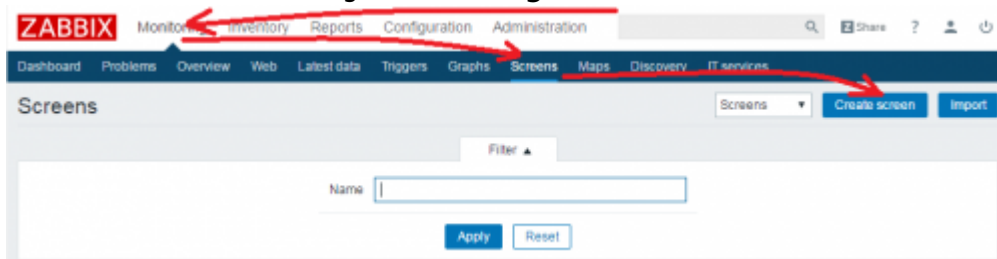 ZABBIX Monitoring Inventory Reports Configuration Administration Share ?
Dashboard Problems Overview Web Latest data Triggers Graphs Screens Maps Discovery IT services
Screens Screens Create screen Import
Filter
Name
Apply Reset